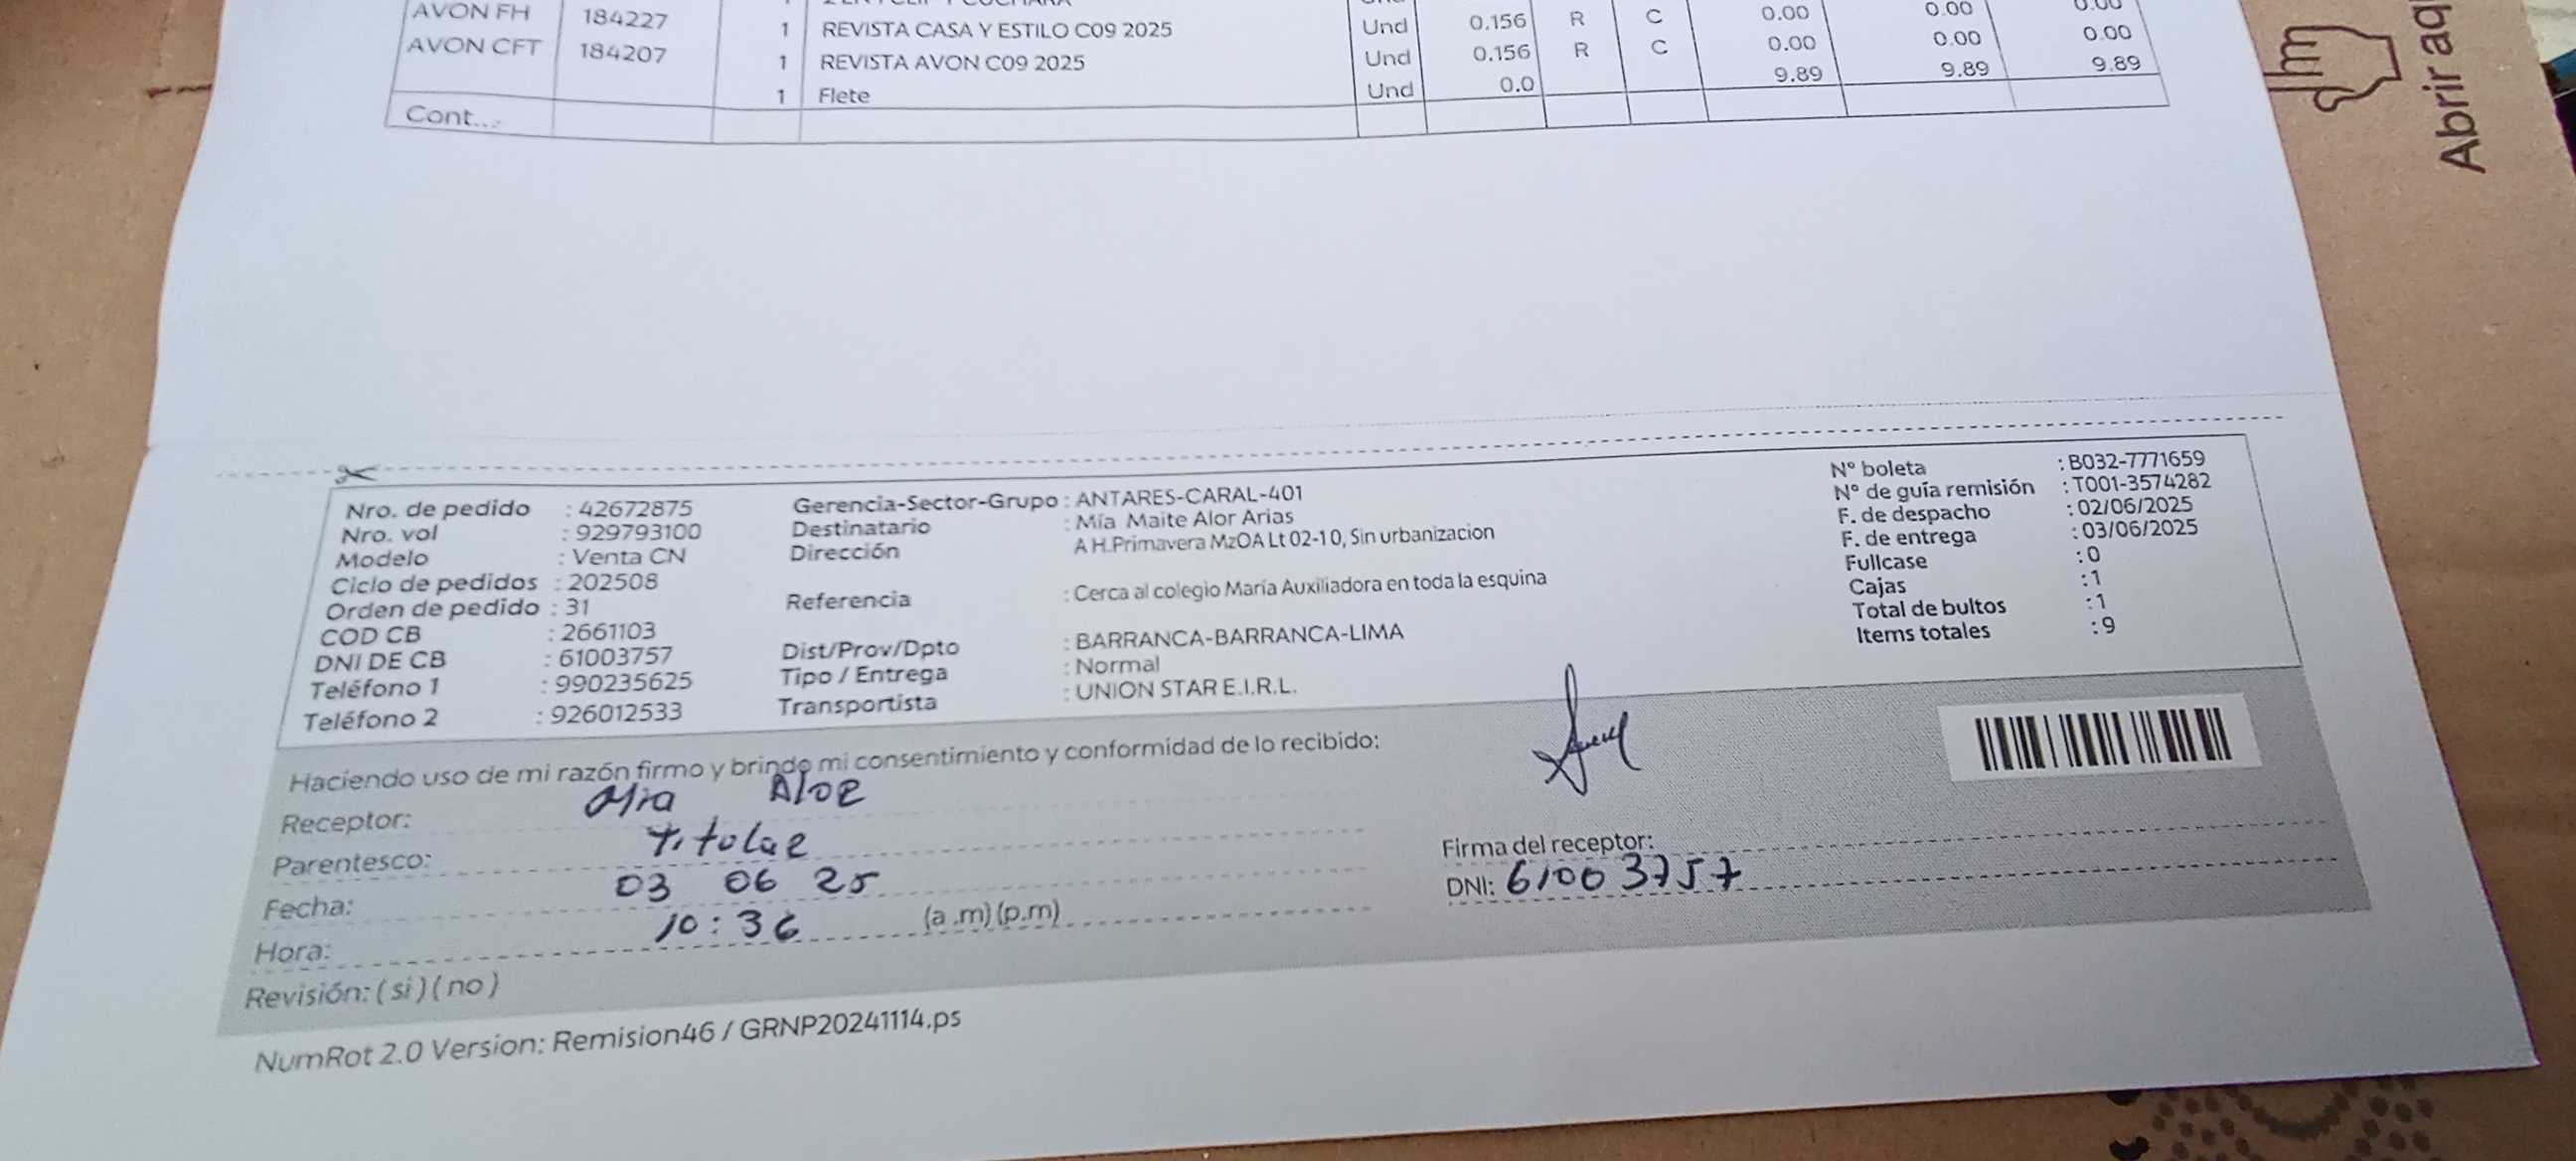 AVON FH 184227 1 REVISTA CASA Y ESTILO C09 2025 Und 0.156 R C 0.00 0.00 0.00
AVON CFT 184207 1 REVISTA AVON C09 2025 Und 0.156 R C 0.00 0.00 0.00
1 Flete Und 0.0 9.89 9.89 9.89
Cont...
Abrir aq
Nro. de pedido : 42672875
Nro. vol : 929793100
Modelo : Venta CN
Ciclo de pedidos : 202508
Orden de pedido : 31
COD CB : 2661103
DNI DE CB : 61003757
Teléfono 1 : 990235625
Teléfono 2 : 926012533
Gerencia-Sector-Grupo : ANTARES-CARAL-401
Destinatario : Mía Maite Alor Arias
Dirección A H.Primavera MzOA Lt 02-10, Sin urbanizacion
Referencia : Cerca al colegio María Auxiliadora en toda la esquina
Dist/Prov/Dpto : BARRANCA-BARRANCA-LIMA
Tipo / Entrega : Normal
Transportista : UNION STAR E.I.R.L.
N° boleta : B032-7771659
N° de guía remisión : T001-3574282
F. de despacho : 02/06/2025
F. de entrega : 03/06/2025
Fullcase : 0
Cajas : 1
Total de bultos : 1
Items totales : 9
Haciendo uso de mi razón firmo y brindo mi consentimiento y conformidad de lo recibido:
Receptor: Mia Alor
Parentesco: Titular
Fecha: 03 06 25
Hora: 10:36 (a .m) (p.m)
Revisión: ( si ) ( no )
Firma del receptor:
DNI: 61003757
NumRot 2.0 Version: Remision46 / GRNP20241114.ps